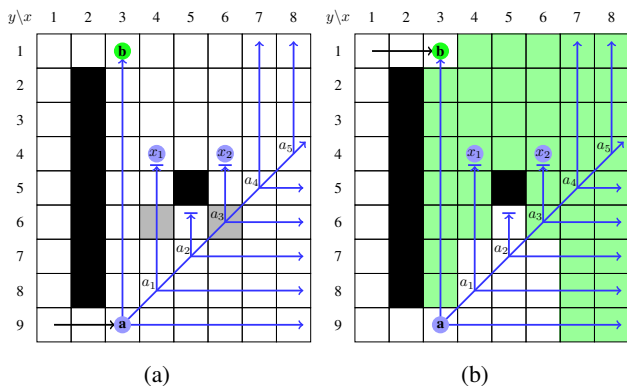 y\x 1 2 3 4 5 6 7 8 y\x 1 2 3 4 5 6 7 8
1 b 1 b
2 2
3 3
4 x1 x2 a5 4 x1 x2 a5
5 a4 5 a4
6 a3 6 a3
7 a2 7 a2
8 a1 8 a1
9 a 9 a
(a) (b)